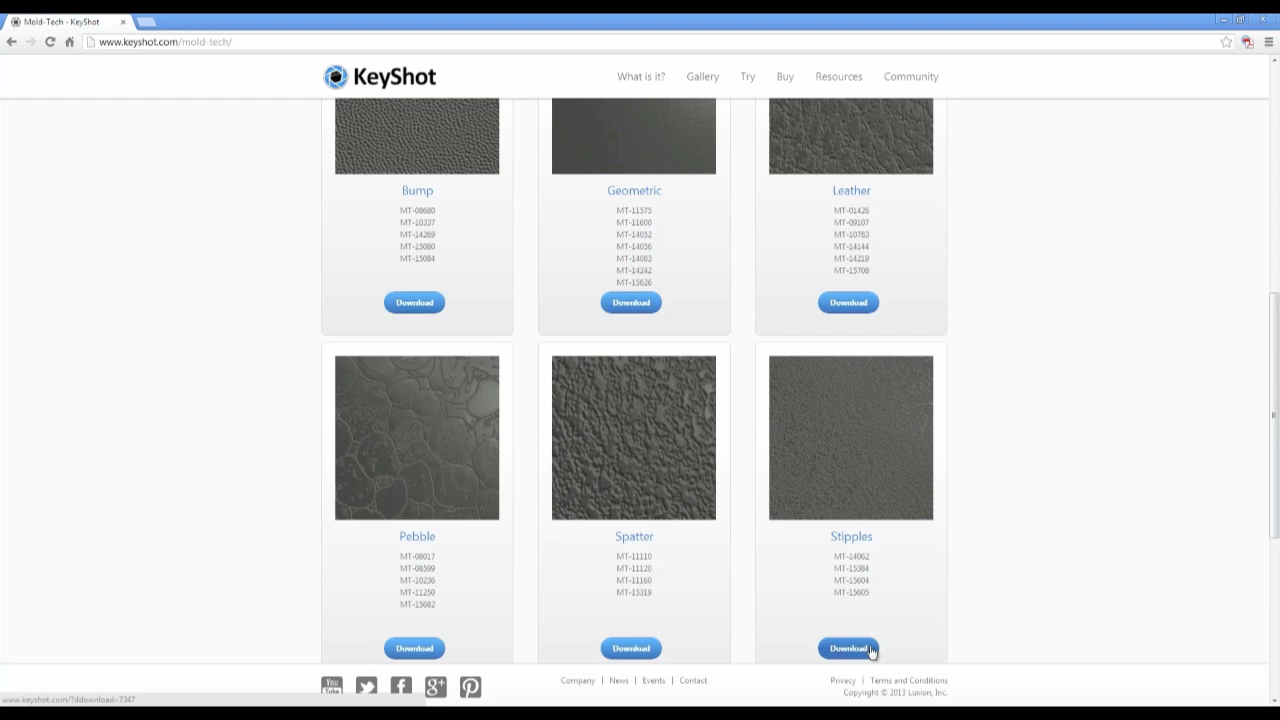 Mold-Tech - KeyShot
www.keyshot.com/mold-tech/
KeyShot
What is it? Gallery Try Buy Resources Community
Bump
MT-08680
MT-10337
MT-14269
MT-15080
MT-15084
Download
Geometric
MT-11575
MT-11600
MT-14052
MT-14056
MT-14083
MT-14242
MT-15626
Download
Leather
MT-01426
MT-09107
MT-10783
MT-14144
MT-14219
MT-15708
Download
Pebble
MT-08017
MT-08599
MT-10236
MT-11250
MT-15682
Download
Spatter
MT-11110
MT-11120
MT-11160
MT-15319
Download
Stipples
MT-14062
MT-15384
MT-15604
MT-15605
Download
You
Tube
Company | News | Events | Contact
Privacy | Terms and Conditions
Copyright © 2013 Luxion, Inc.
www.keyshot.com/?ddownload=7347